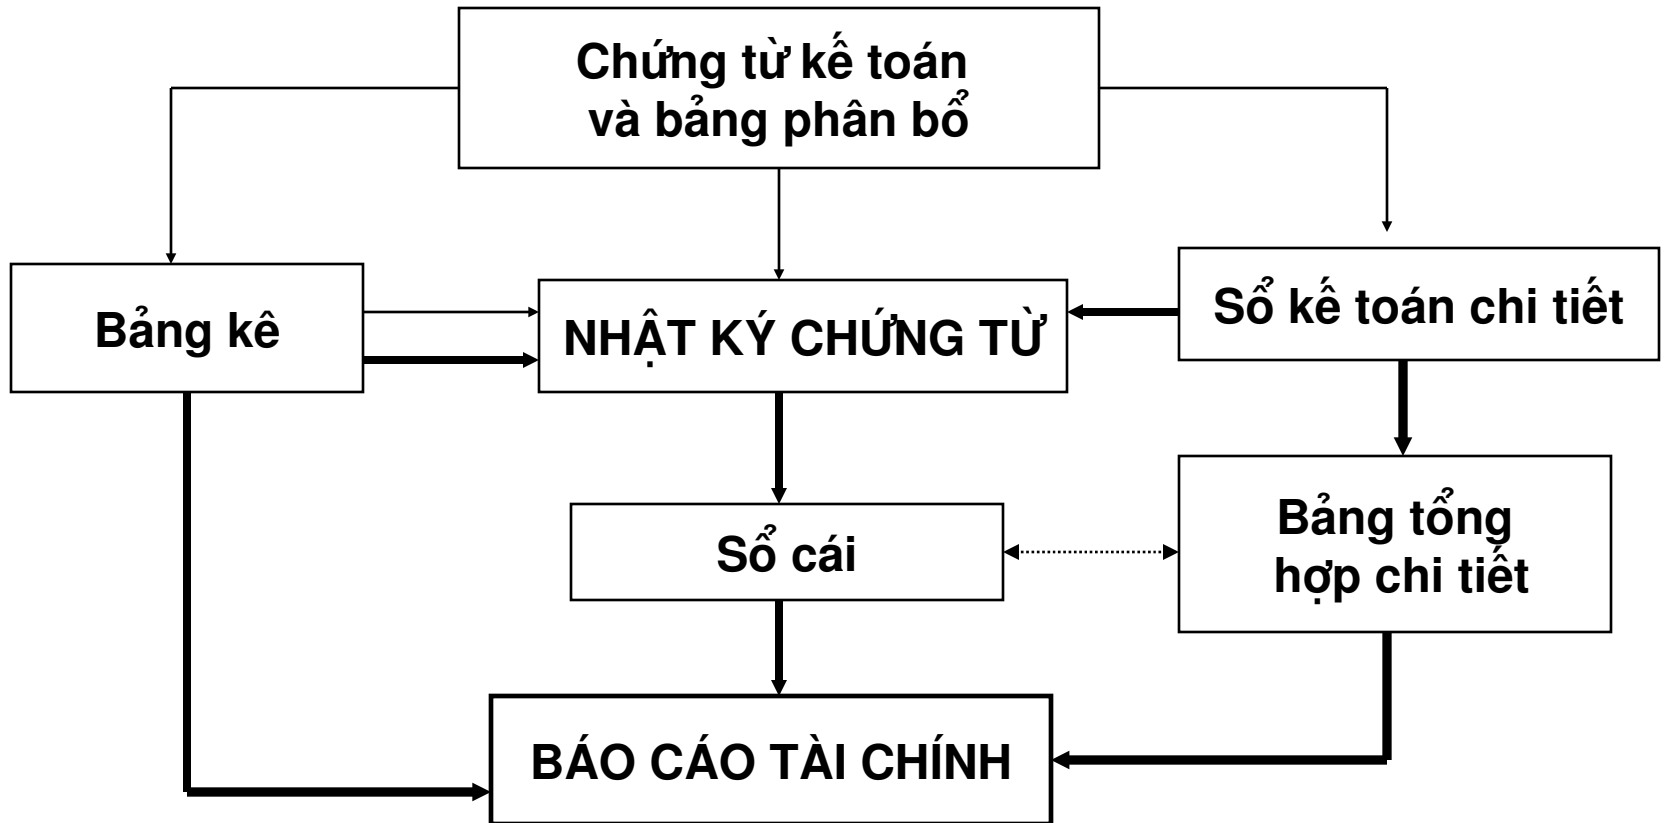 Chứng từ kế toán
và bảng phân bổ
Bảng kê
NHẬT KÝ CHỨNG TỪ
Sổ kế toán chi tiết
Sổ cái
Bảng tổng
hợp chi tiết
BÁO CÁO TÀI CHÍNH